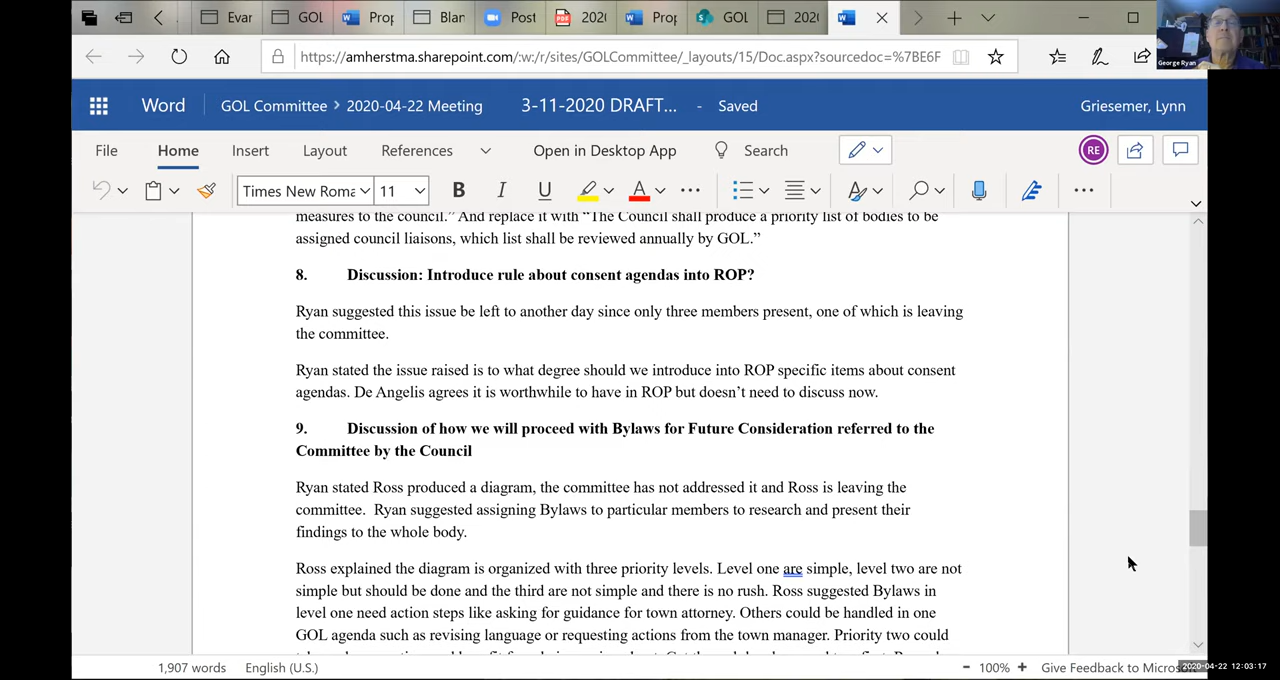 Evar
GOL
Prop
Blan
Post
202
Prop
GOL
202
https://amherstma.sharepoint.com/:w:/r/sites/GOLCommittee/_layouts/15/Doc.aspx?sourcedoc=%7BE6F
George Ryan
Word GOL Committee > 2020-04-22 Meeting 3-11-2020 DRAFT... - Saved Griesemer, Lynn
File Home Insert Layout References Open in Desktop App Search RE
Times New Roma 11 B I U A ...
measures to the council.” And replace it with “The Council shall produce a priority list of bodies to be
assigned council liaisons, which list shall be reviewed annually by GOL.”
8. Discussion: Introduce rule about consent agendas into ROP?
Ryan suggested this issue be left to another day since only three members present, one of which is leaving
the committee.
Ryan stated the issue raised is to what degree should we introduce into ROP specific items about consent
agendas. De Angelis agrees it is worthwhile to have in ROP but doesn’t need to discuss now.
9. Discussion of how we will proceed with Bylaws for Future Consideration referred to the
Committee by the Council
Ryan stated Ross produced a diagram, the committee has not addressed it and Ross is leaving the
committee. Ryan suggested assigning Bylaws to particular members to research and present their
findings to the whole body.
Ross explained the diagram is organized with three priority levels. Level one are simple, level two are not
simple but should be done and the third are not simple and there is no rush. Ross suggested Bylaws in
level one need action steps like asking for guidance for town attorney. Others could be handled in one
GOL agenda such as revising language or requesting actions from the town manager. Priority two could
1,907 words English (U.S.) - 100% + Give Feedback to Micros
2020-04-22 12:03:17